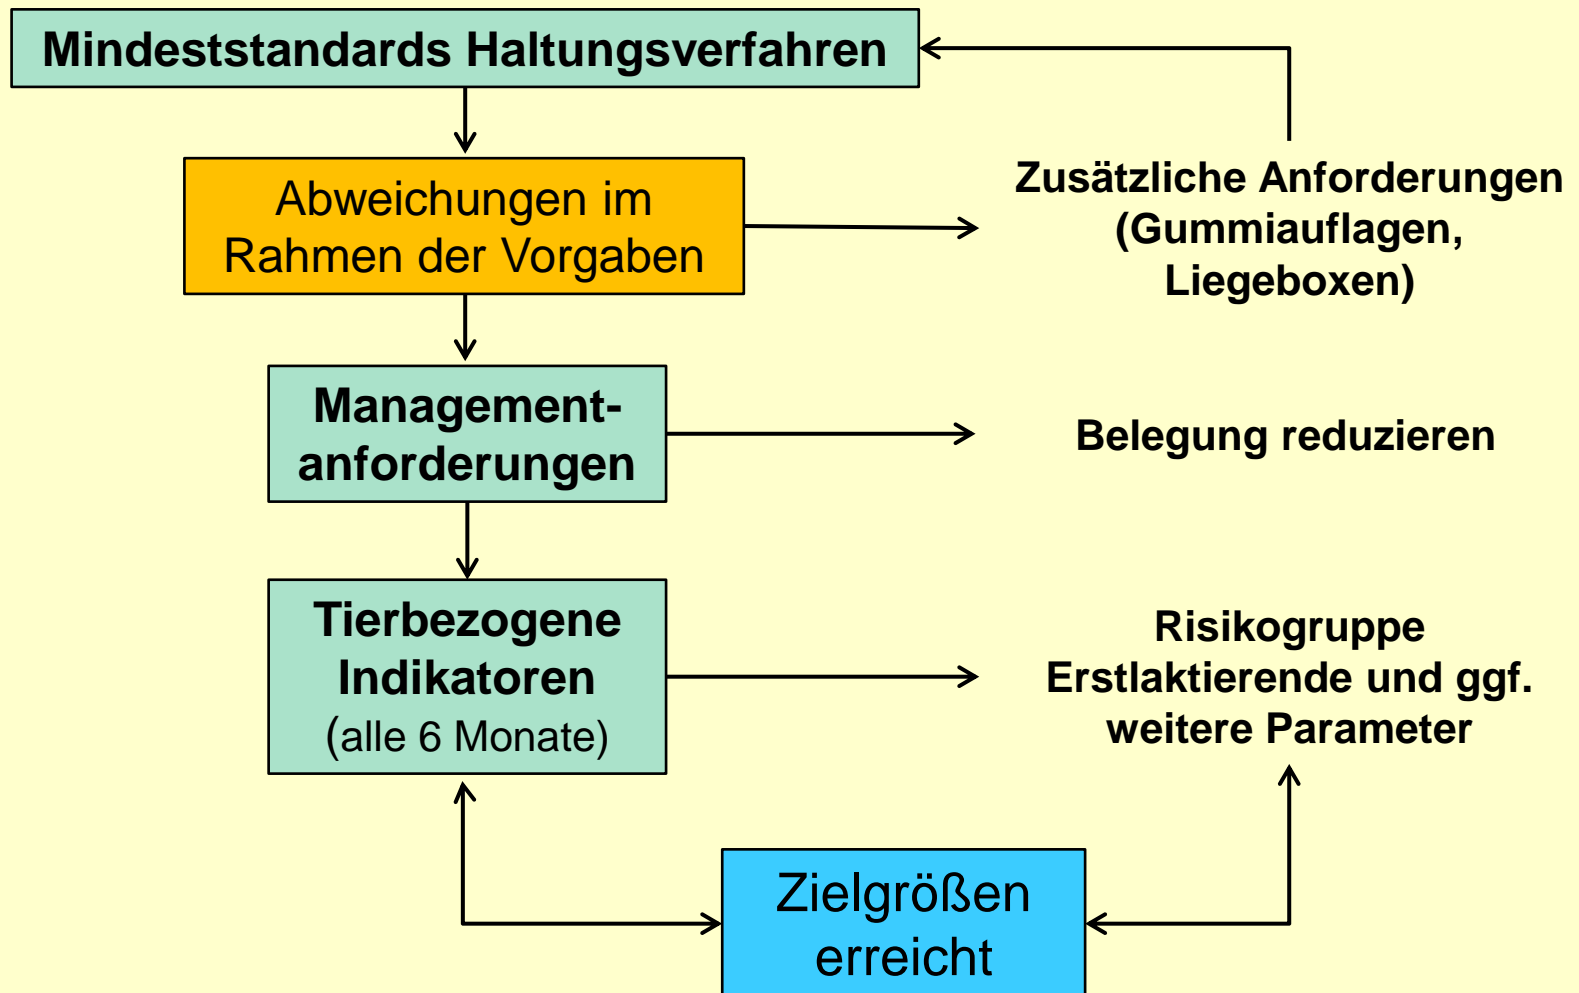 Mindeststandards Haltungsverfahren
Abweichungen im
Rahmen der Vorgaben
Zusätzliche Anforderungen
(Gummiauflagen,
Liegeboxen)
Management-
anforderungen
Belegung reduzieren
Tierbezogene
Indikatoren
(alle 6 Monate)
Risikogruppe
Erstlaktierende und ggf.
weitere Parameter
Zielgrößen
erreicht